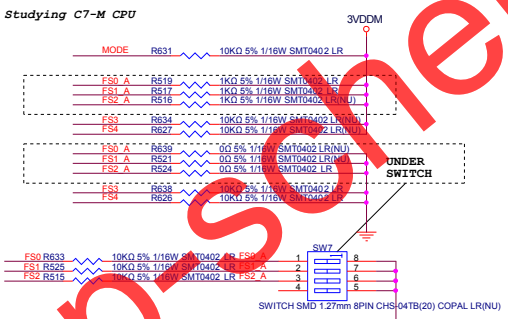 Studying C7-M CPU
3VDDM
MODE R631 10KΩ 5% 1/16W SMT0402 LR
FS0_A R519 1KΩ 5% 1/16W SMT0402 LR
FS1_A R517 1KΩ 5% 1/16W SMT0402 LR
FS2_A R516 1KΩ 5% 1/16W SMT0402 LR(NU)
FS3 R634 10KΩ 5% 1/16W SMT0402 LR(NU)
FS4 R627 10KΩ 5% 1/16W SMT0402 LR(NU)
FS0_A R639 0Ω 5% 1/16W SMT0402 LR(NU)
FS1_A R521 0Ω 5% 1/16W SMT0402 LR(NU)
FS2_A R524 0Ω 5% 1/16W SMT0402 LR
UNDER
SWITCH
FS3 R638 10KΩ 5% 1/16W SMT0402 LR
FS4 R626 10KΩ 5% 1/16W SMT0402 LR
SW7
FS0 R633 10KΩ 5% 1/16W SMT0402 LR FS0_A 1 8
FS1 R525 10KΩ 5% 1/16W SMT0402 LR FS1_A 2 7
FS2 R515 10KΩ 5% 1/16W SMT0402 LR FS2_A 3 6
4 5
SWITCH SMD 1.27mm 8PIN CHS-04TB(20) COPAL LR(NU)